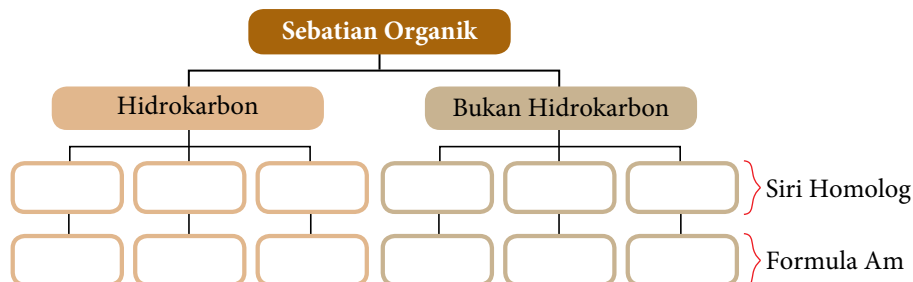 Sebatian Organik
Hidrokarbon
Bukan Hidrokarbon
Siri Homolog
Formula Am